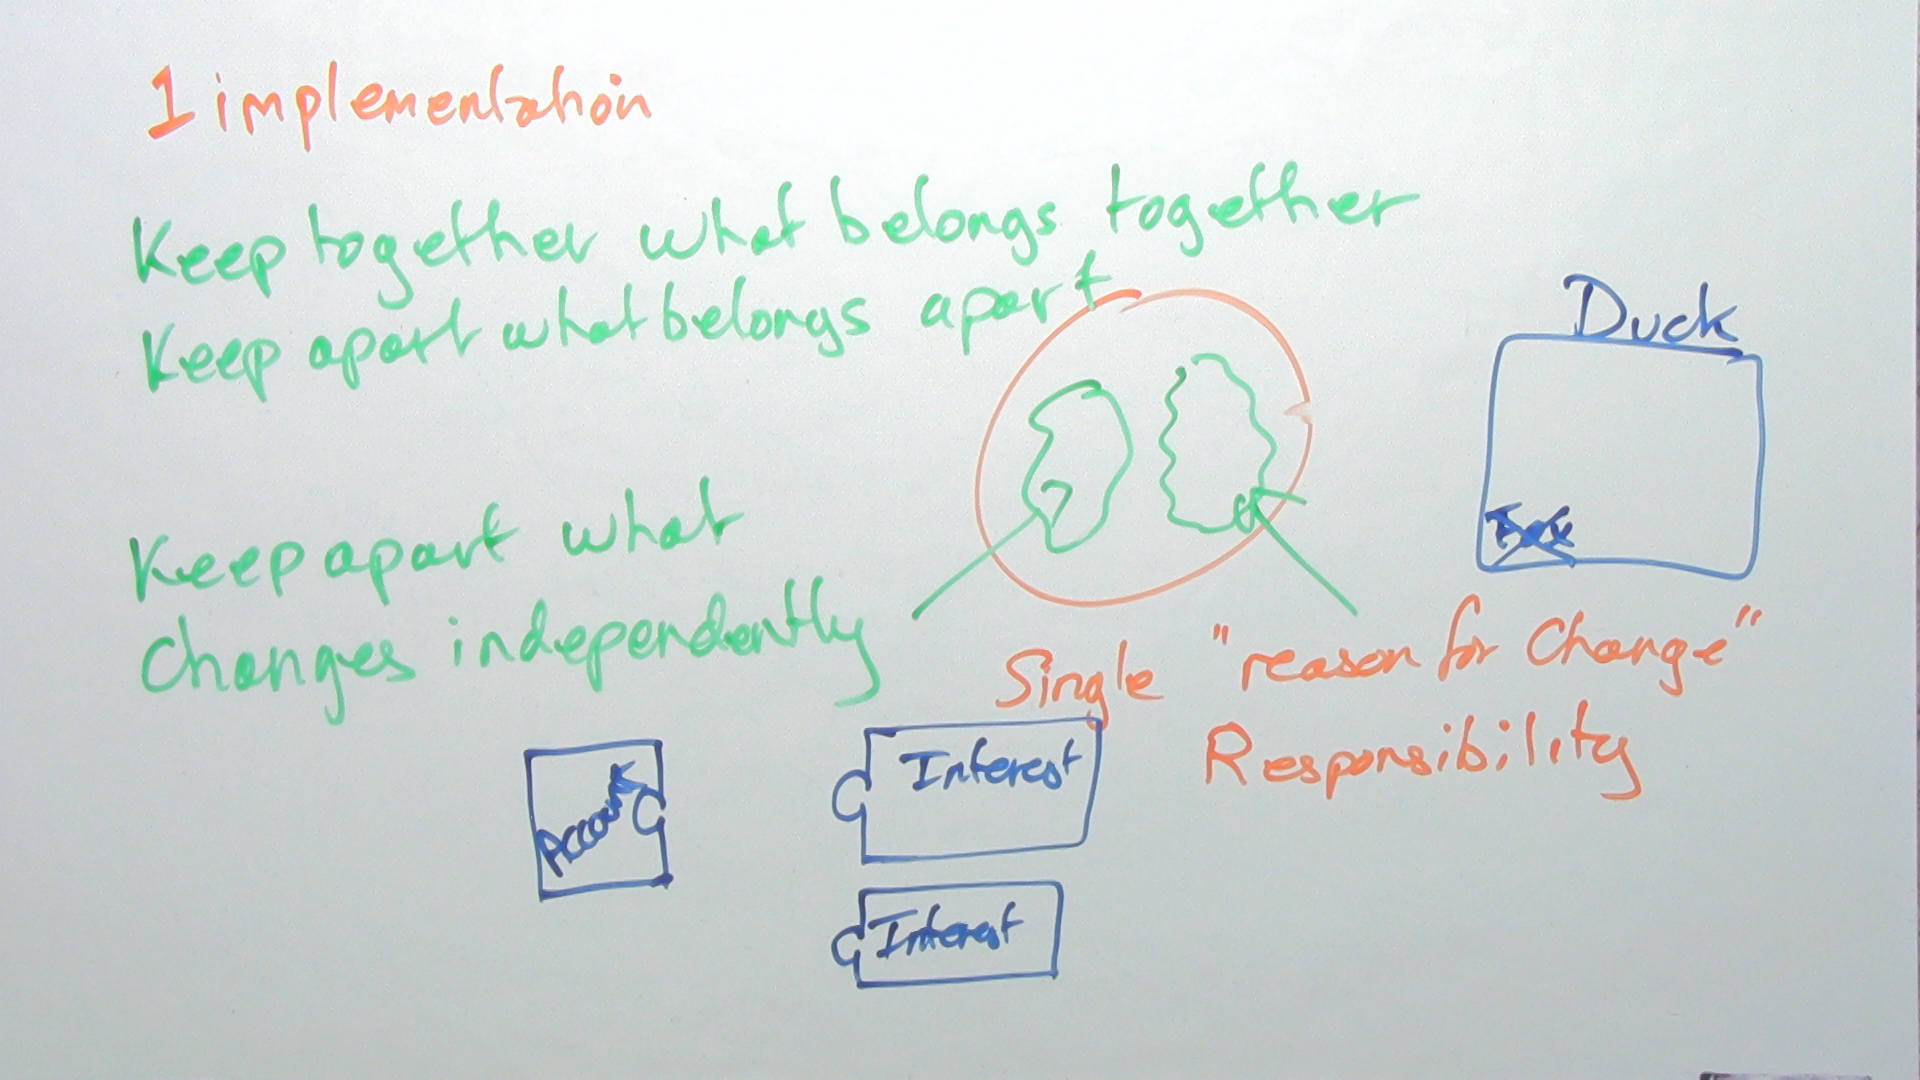 1 implementation
Keep together what belongs together
Keep apart what belongs apart
Duck
Keep apart what
changes independently
Single "reason for Change"
Responsibility
Account
Interest
Interest